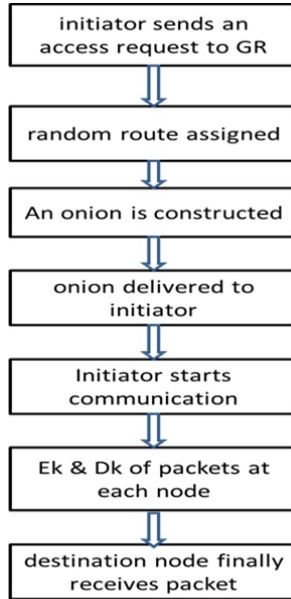 initiator sends an
access request to GR
random route assigned
An onion is constructed
onion delivered to
initiator
Initiator starts
communication
Ek & Dk of packets at
each node
destination node finally
receives packet